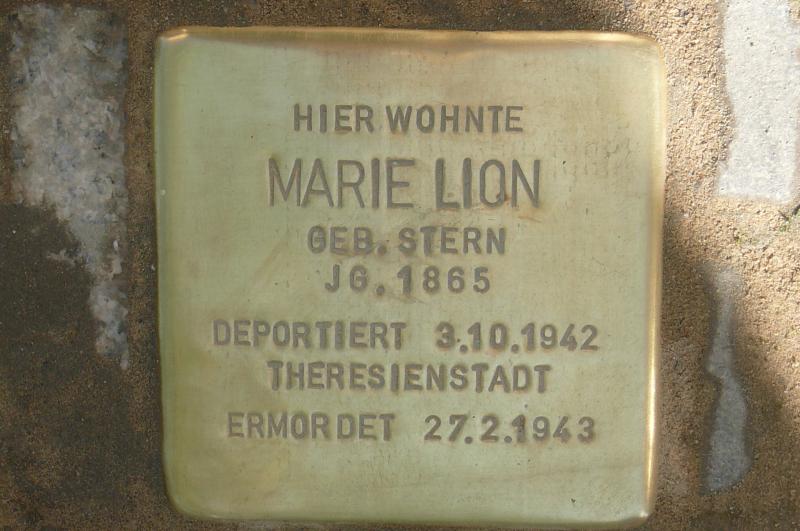 HIER WOHNTE
MARIE LION
GEB. STERN
JG. 1865
DEPORTIERT 3.10.1942
THERESIENSTADT
ERMORDET 27.2.1943